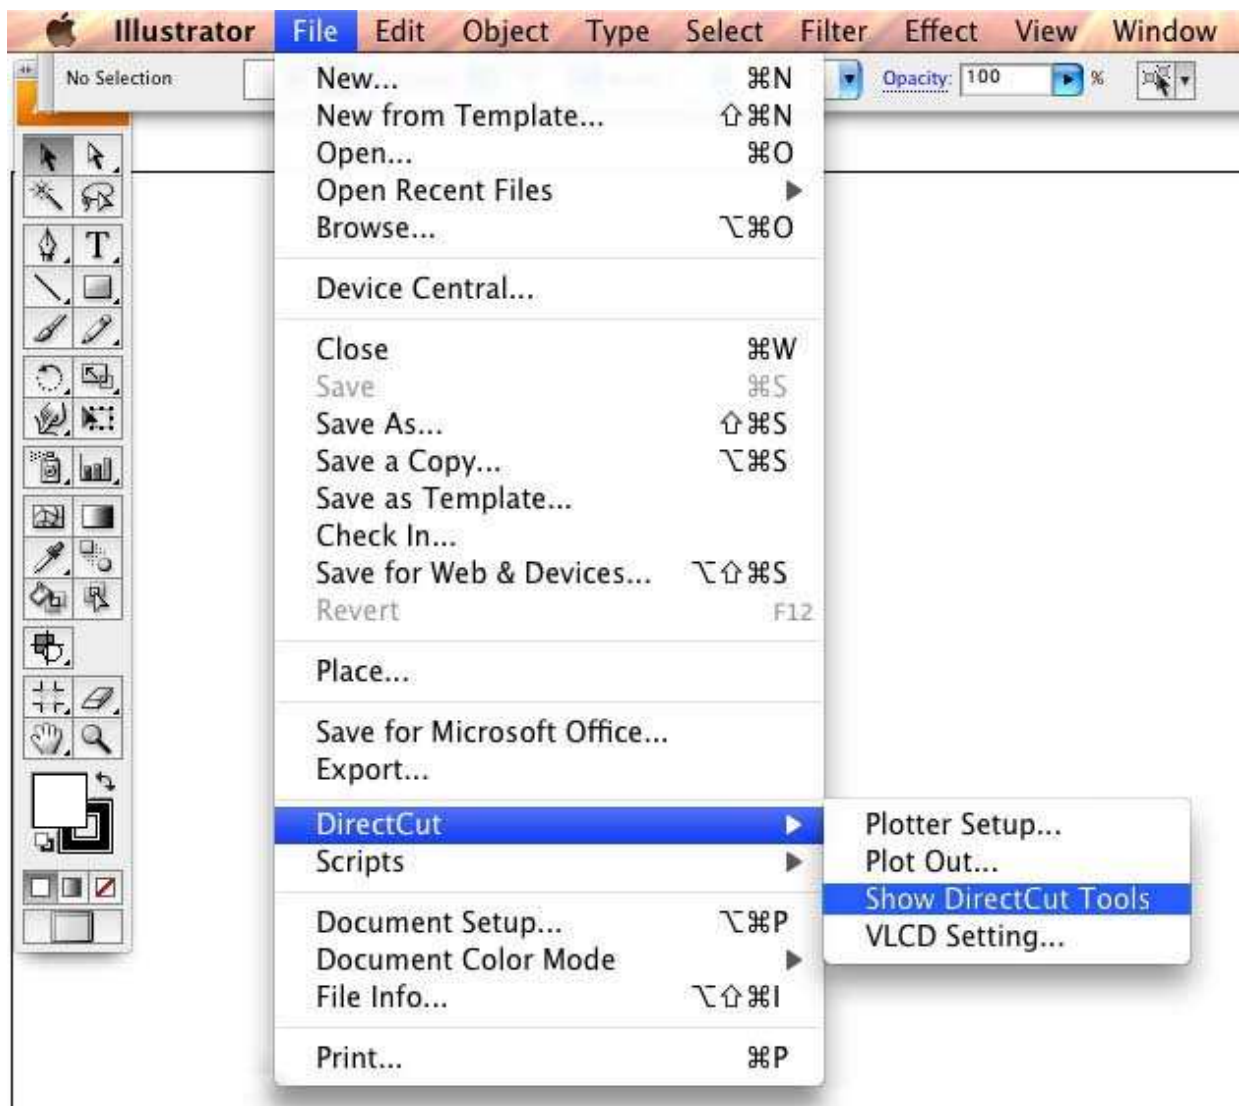 Illustrator File Edit Object Type Select Filter Effect View Window
No Selection
Opacity: 100 %
New... ⌘N
New from Template... ⇧⌘N
Open... ⌘O
Open Recent Files
Browse... ⌥⌘O
Device Central...
Close ⌘W
Save ⌘S
Save As... ⇧⌘S
Save a Copy... ⌥⌘S
Save as Template...
Check In...
Save for Web & Devices... ⌥⇧⌘S
Revert F12
Place...
Save for Microsoft Office...
Export...
DirectCut
Scripts
Document Setup... ⌥⌘P
Document Color Mode
File Info... ⌥⇧⌘I
Print... ⌘P
Plotter Setup...
Plot Out...
Show DirectCut Tools
VLCD Setting...